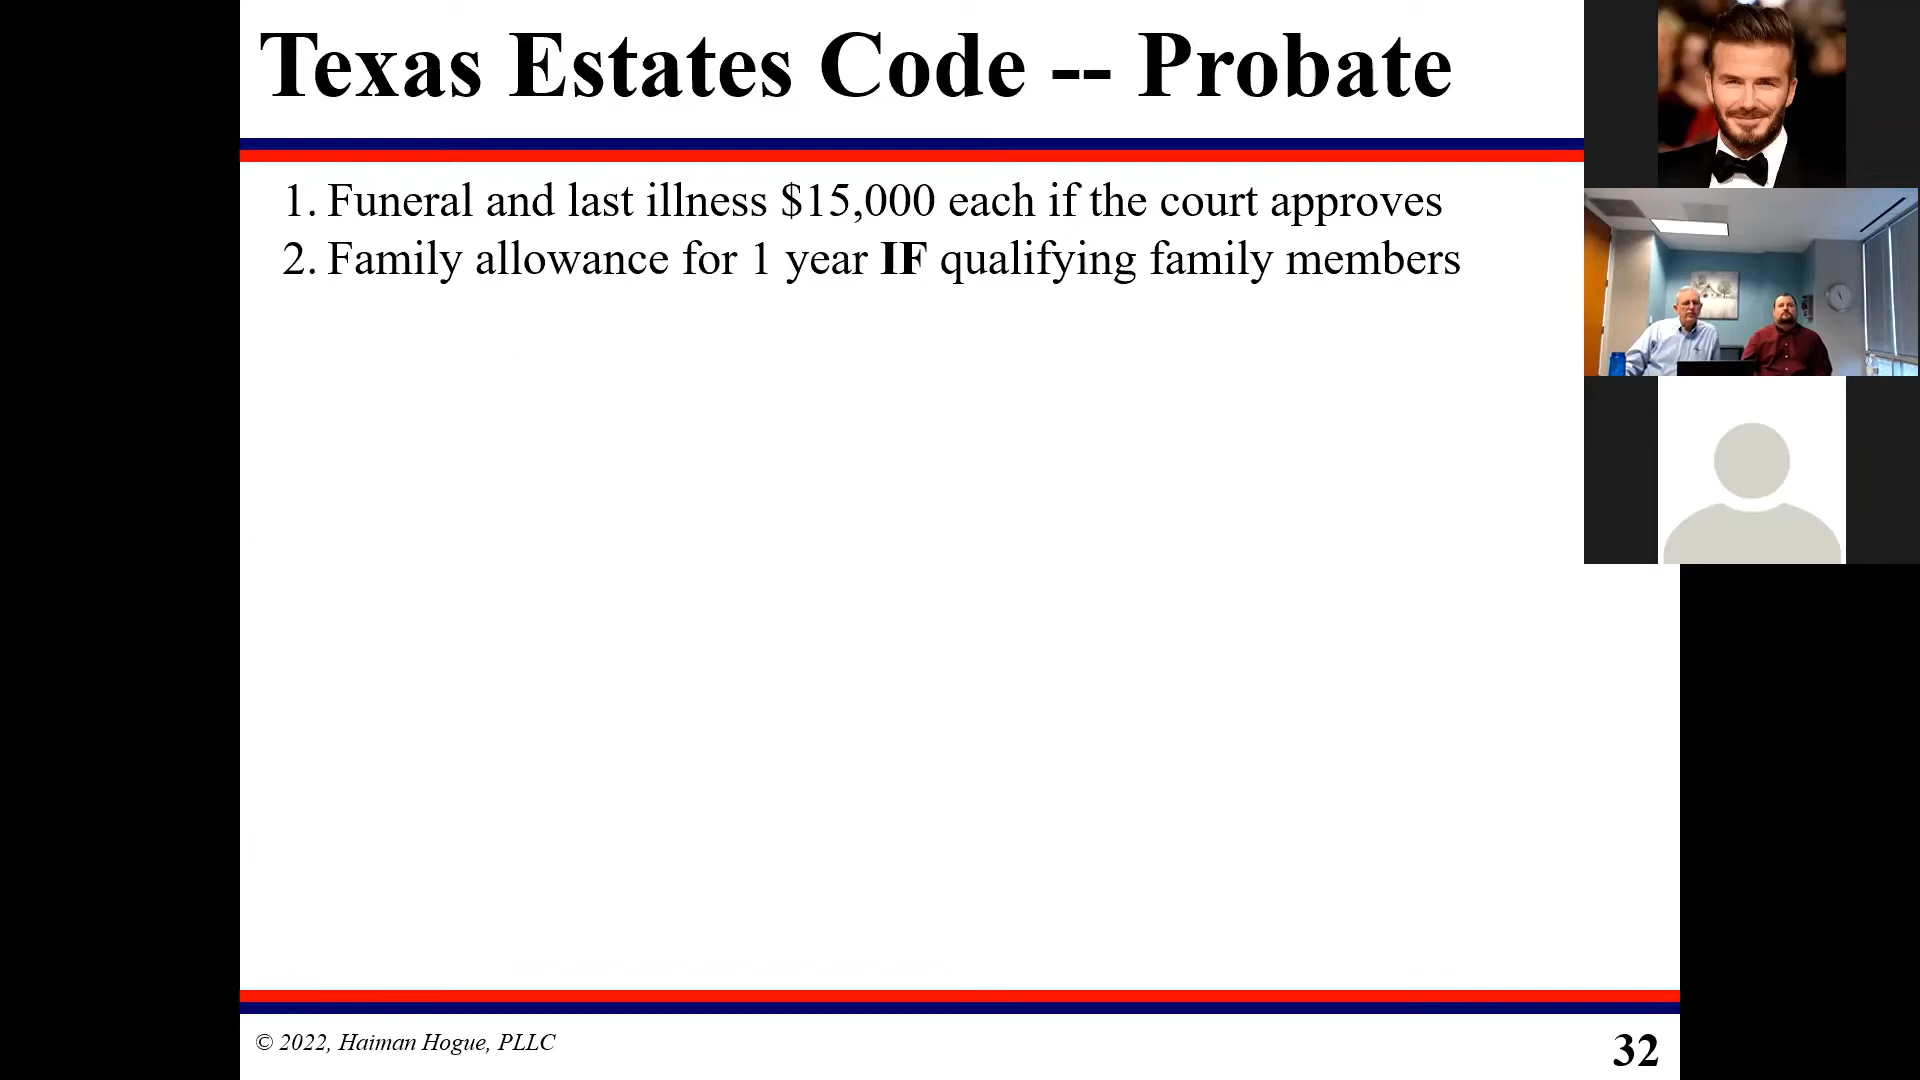 Texas Estates Code -- Probate
1. Funeral and last illness $15,000 each if the court approves
2. Family allowance for 1 year IF qualifying family members
© 2022, Haiman Hogue, PLLC
32